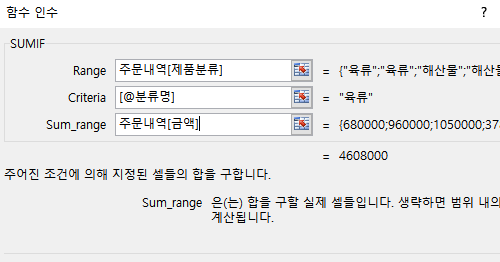 함수 인수 ?
SUMIF
Range 주문내역[제품분류] = {"육류";"육류";"해산물";"해산물
Criteria [@분류명] = "육류"
Sum_range 주문내역[금액] = {680000;960000;1050000;378
= 4608000
주어진 조건에 의해 지정된 셀들의 합을 구합니다.
Sum_range 은(는) 합을 구할 실제 셀들입니다. 생략하면 범위 내의
계산됩니다.